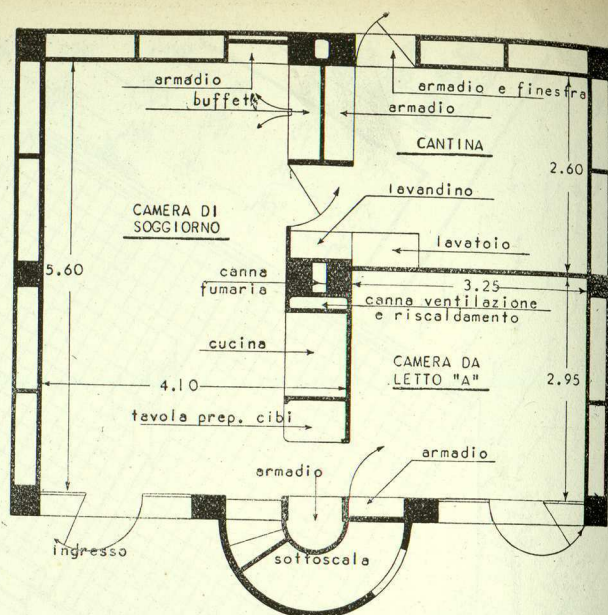 armadio
buffet
armadio e finestra
armadio
CANTINA
2.60
lavandino
CAMERA DI
SOGGIORNO
lavatoio
5.60
canna
fumaria
3.25
canna ventilazione
e riscaldamento
cucina
CAMERA DA
LETTO "A"
2.95
4.10
tavola prep. cibi
armadio
armadio
ingresso
sottoscala